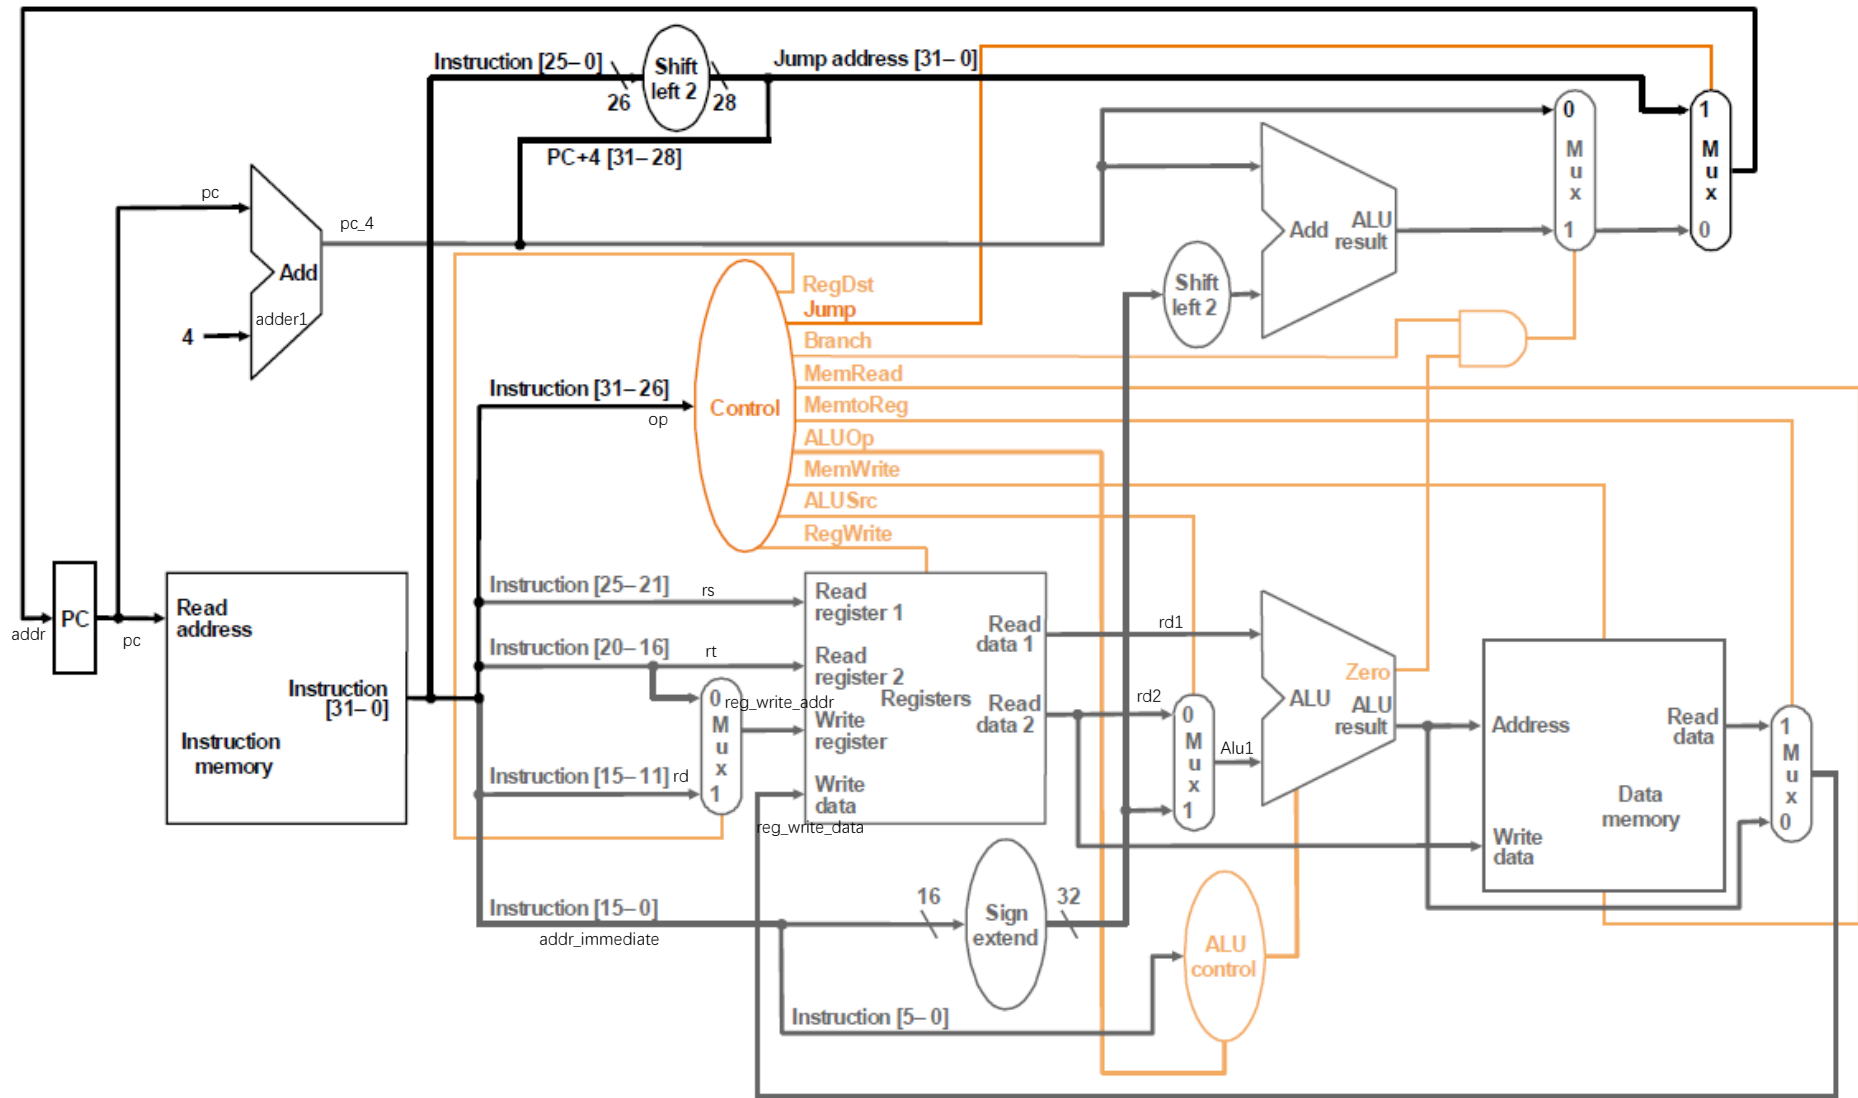 Instruction [25–0]
Shift
left 2
Jump address [31–0]
26
28
PC+4 [31–28]
0
M
u
x
1
1
M
u
x
0
pc
pc_4
Add
adder1
4
Add
ALU
result
Shift
left 2
RegDst
Jump
Branch
MemRead
MemtoReg
ALUOp
MemWrite
ALUSrc
RegWrite
Control
Instruction [31–26]
op
addr
PC
pc
Read
address
Instruction
[31–0]
Instruction
memory
Instruction [25–21]
rs
Instruction [20–16]
rt
Instruction [15–11]
rd
0
M
u
x
1
reg_write_addr
Read
register 1
Read
register 2
Write
register
Write
data
Registers
Read
data 1
Read
data 2
reg_write_data
rd1
rd2
0
M
u
x
1
Alu1
Zero
ALU
ALU
result
Address
Read
data
Data
memory
Write
data
1
M
u
x
0
Instruction [15–0]
addr_immediate
16
Sign
extend
32
ALU
control
Instruction [5–0]